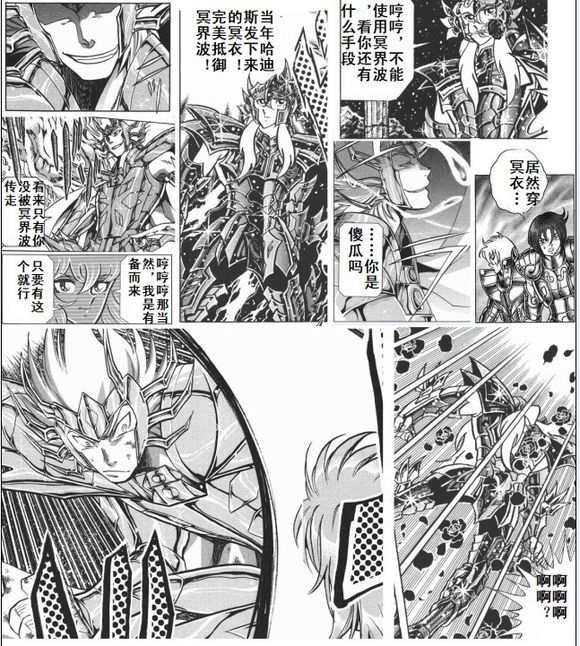 看来只有你
没被冥界波
传走
哼哼哼那当
然，我是有
备而来
只要有这
个就行
当年哈迪
斯发下来
的冥衣！
完美抵御
冥界波！
哼哼，不能
使用冥界波
，看你还有
什么手段
……你是
傻瓜吗
居然穿
冥衣…
啊啊啊
啊啊？